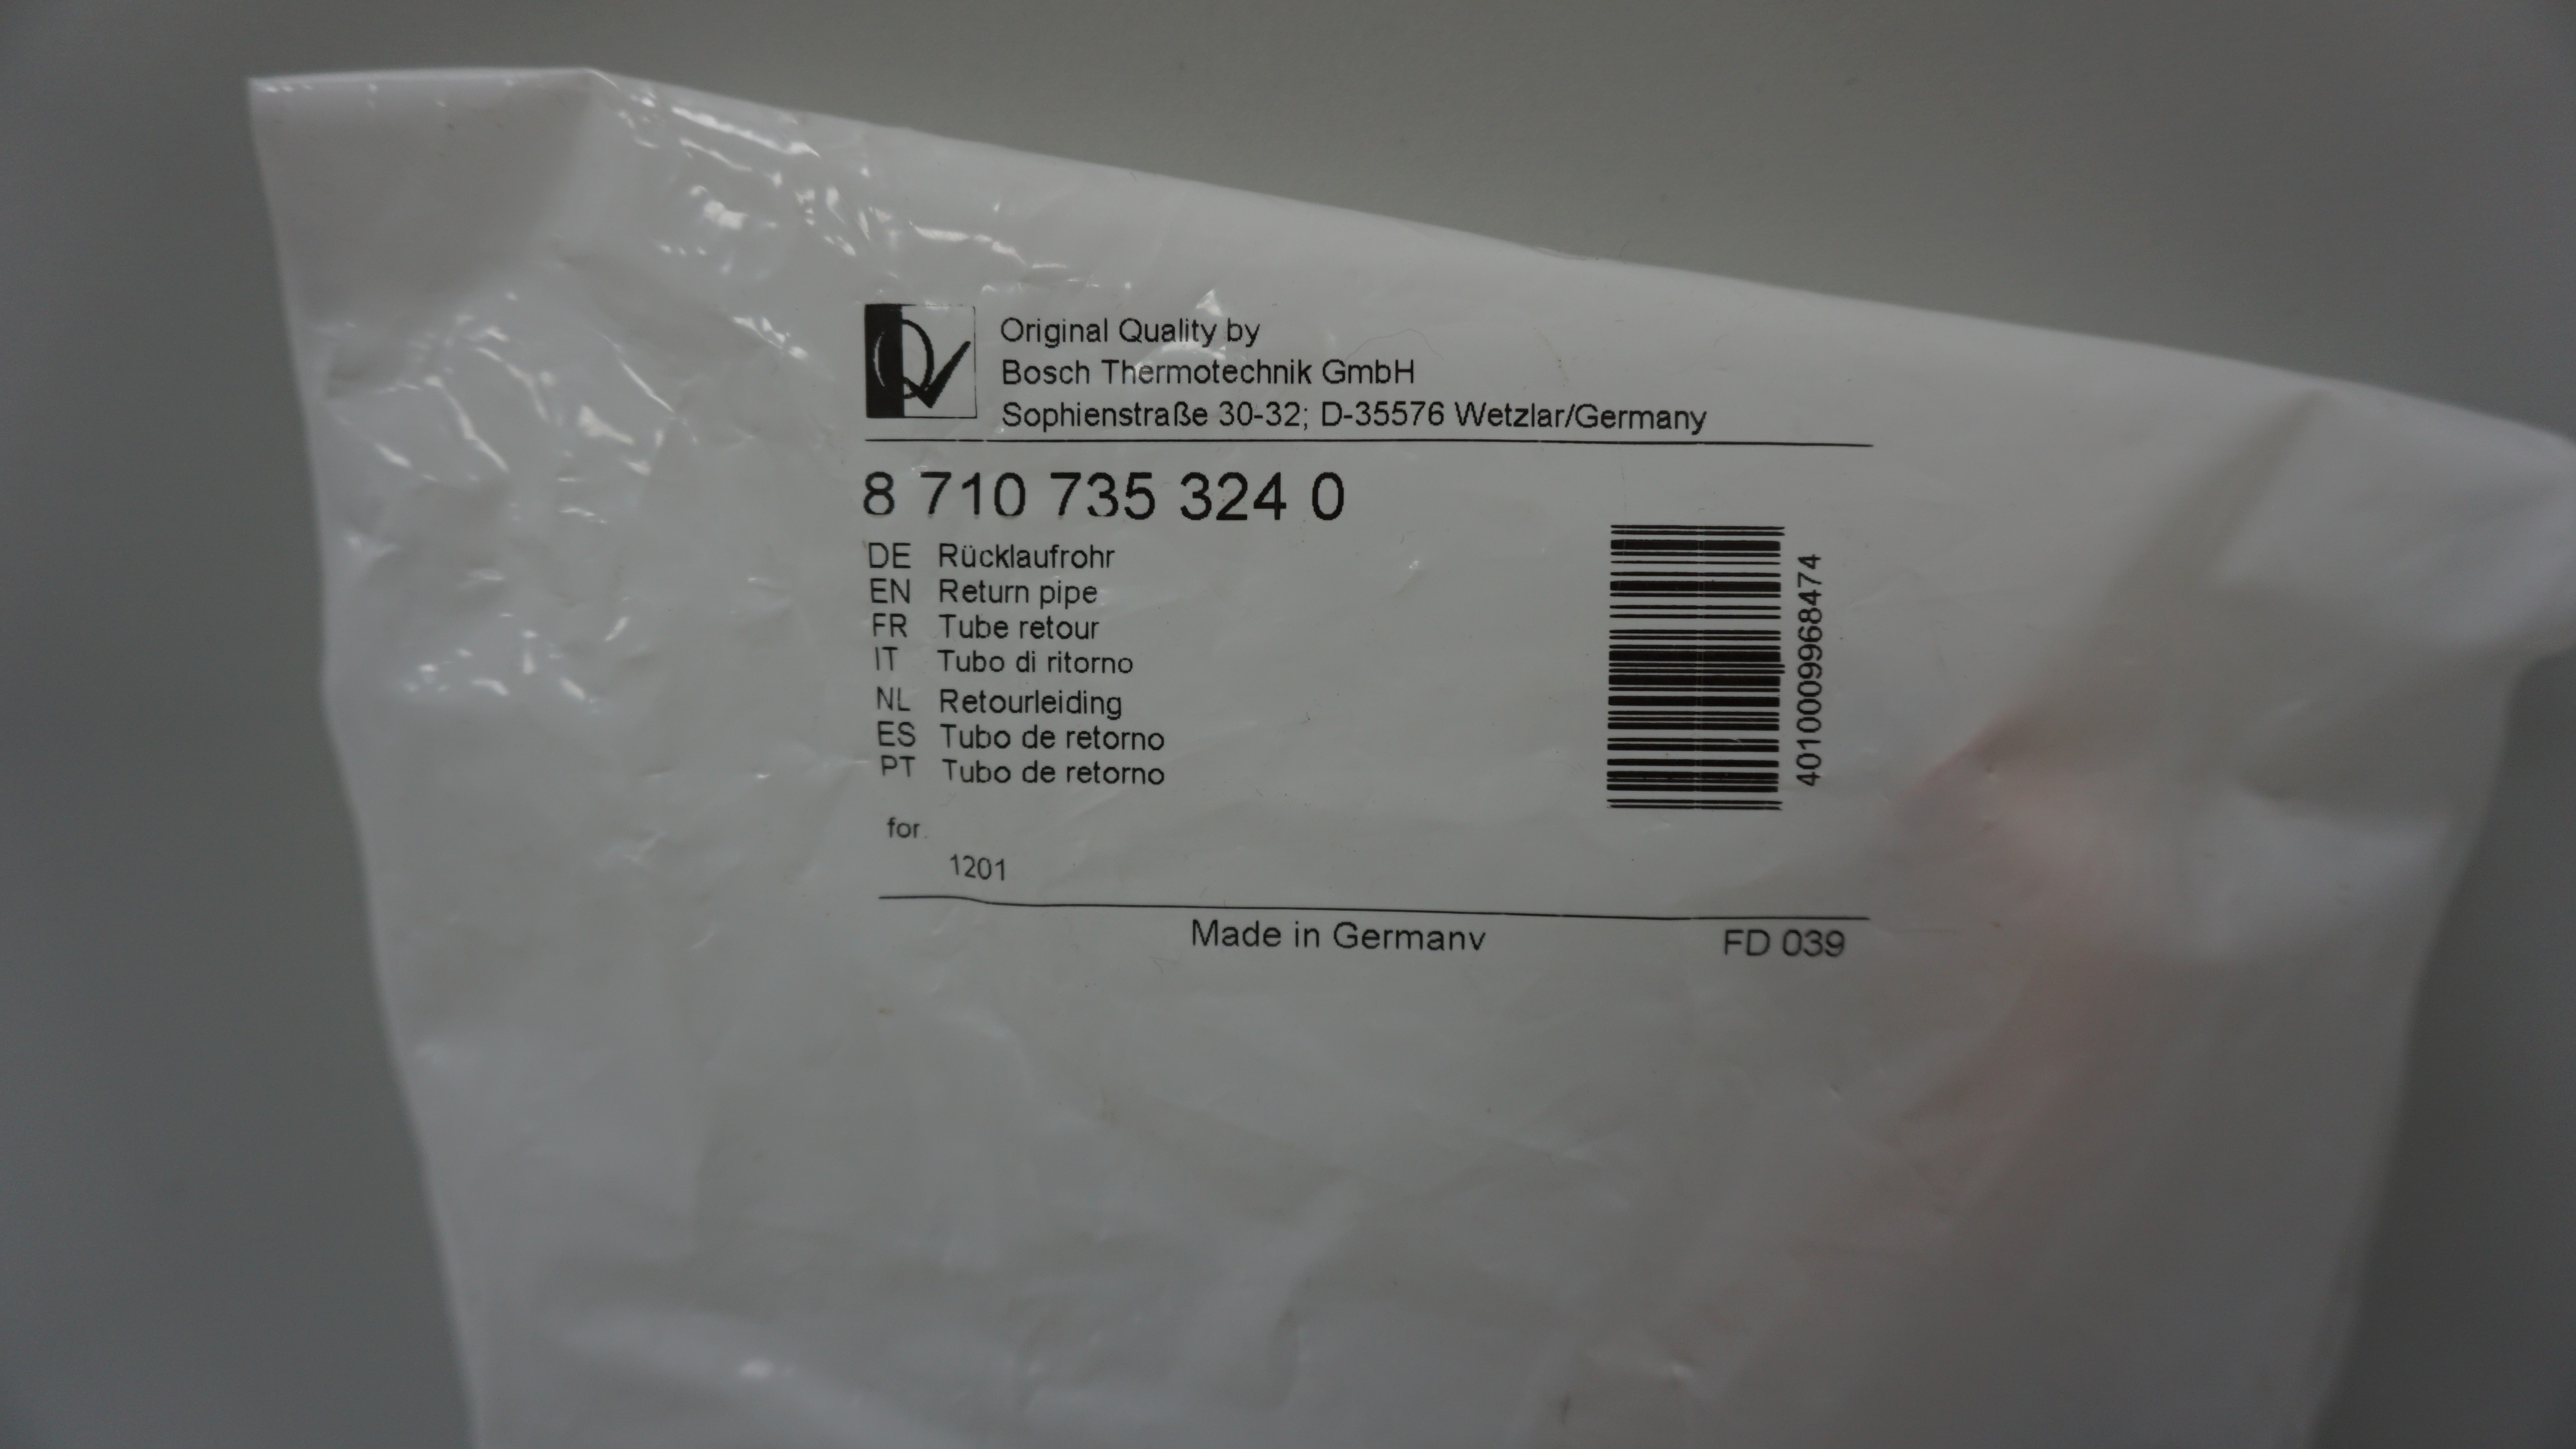 Original Quality by
Bosch Thermotechnik GmbH
Sophienstraße 30-32; D-35576 Wetzlar/Germany
8 710 735 324 0
DE Rücklaufrohr
EN Return pipe
FR Tube retour
IT Tubo di ritorno
NL Retourleiding
ES Tubo de retorno
PT Tubo de retorno
4010009968474
for
1201
Made in Germany
FD 039